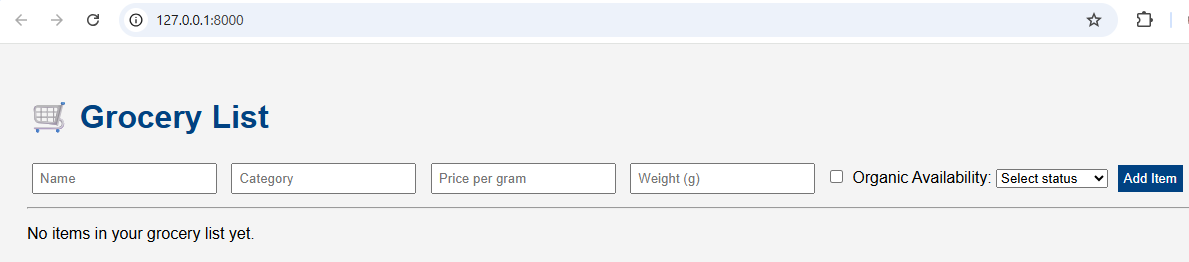 127.0.0.1:8000
Grocery List
Name Category Price per gram Weight (g) Organic Availability: Select status Add Item
No items in your grocery list yet.